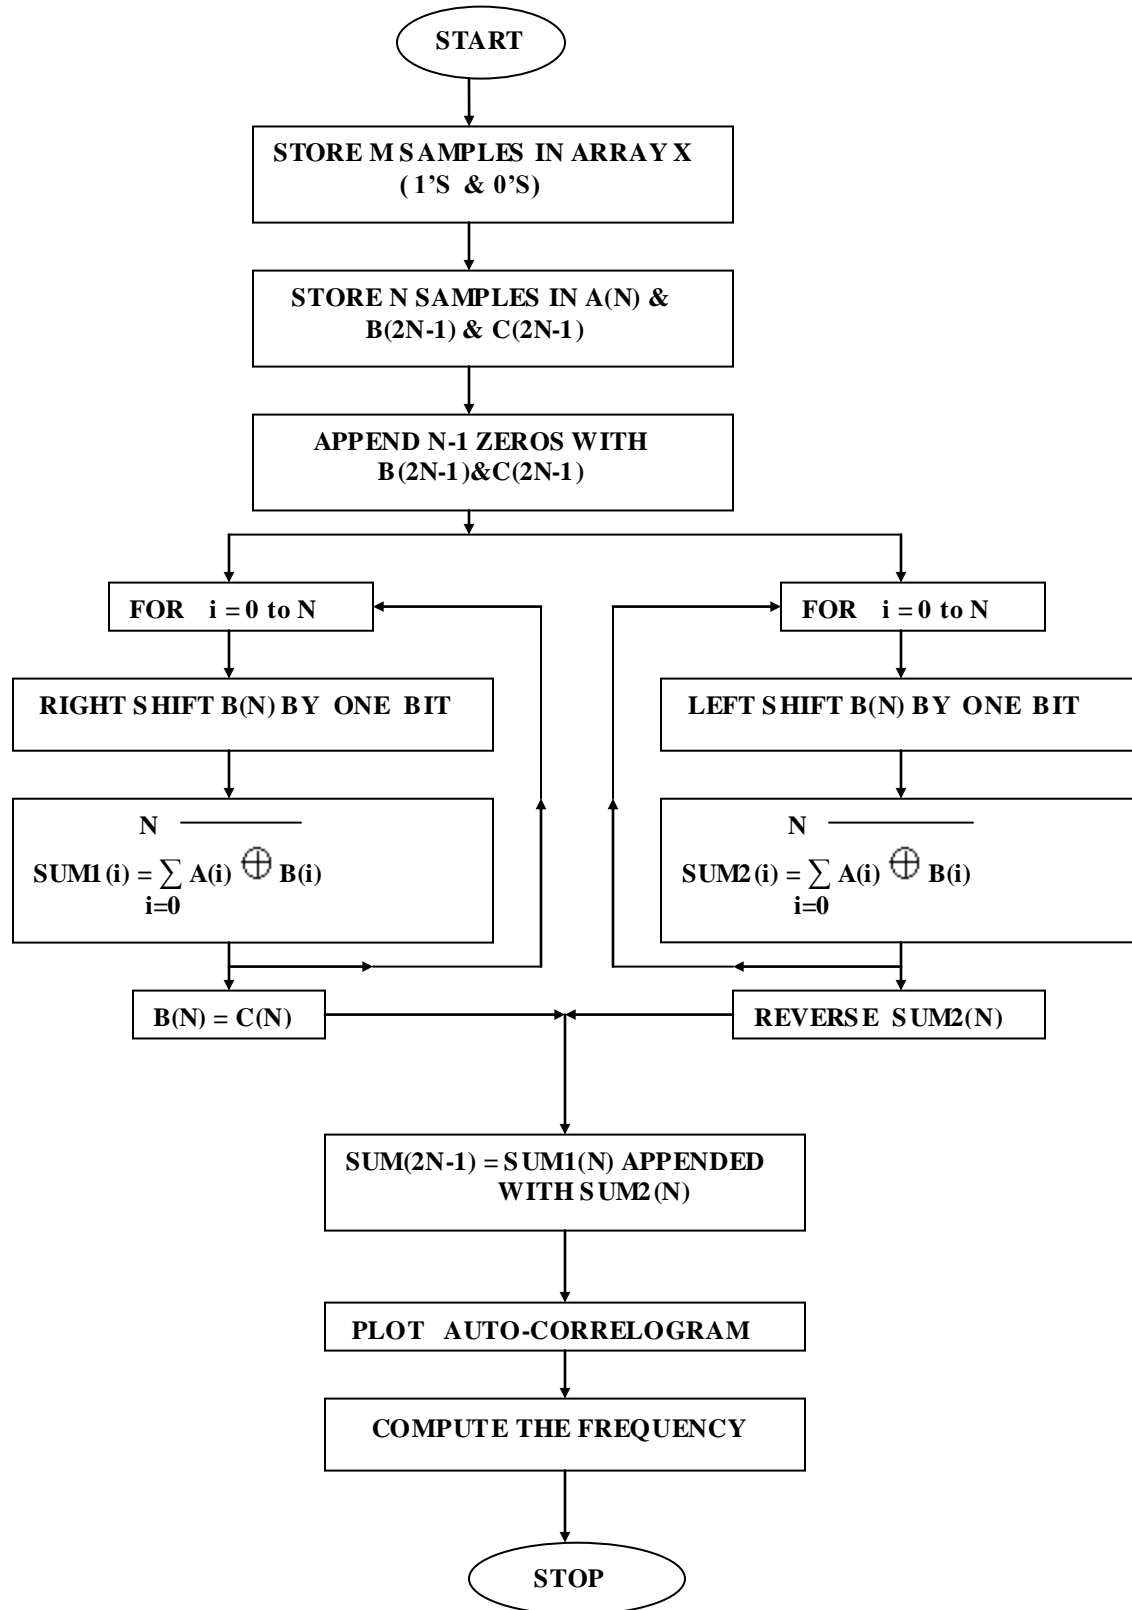 START
STORE M SAMPLES IN ARRAY X
( 1'S & 0'S)
STORE N SAMPLES IN A(N) &
B(2N-1) & C(2N-1)
APPEND N-1 ZEROS WITH
B(2N-1)&C(2N-1)
FOR i = 0 to N
RIGHT SHIFT B(N) BY ONE BIT
N
SUM1(i) = ∑ A(i) ⊕ B(i)
i=0
B(N) = C(N)
FOR i = 0 to N
LEFT SHIFT B(N) BY ONE BIT
N
SUM2(i) = ∑ A(i) ⊕ B(i)
i=0
REVERSE SUM2(N)
SUM(2N-1) = SUM1(N) APPENDED
WITH SUM2(N)
PLOT AUTO-CORRELOGRAM
COMPUTE THE FREQUENCY
STOP